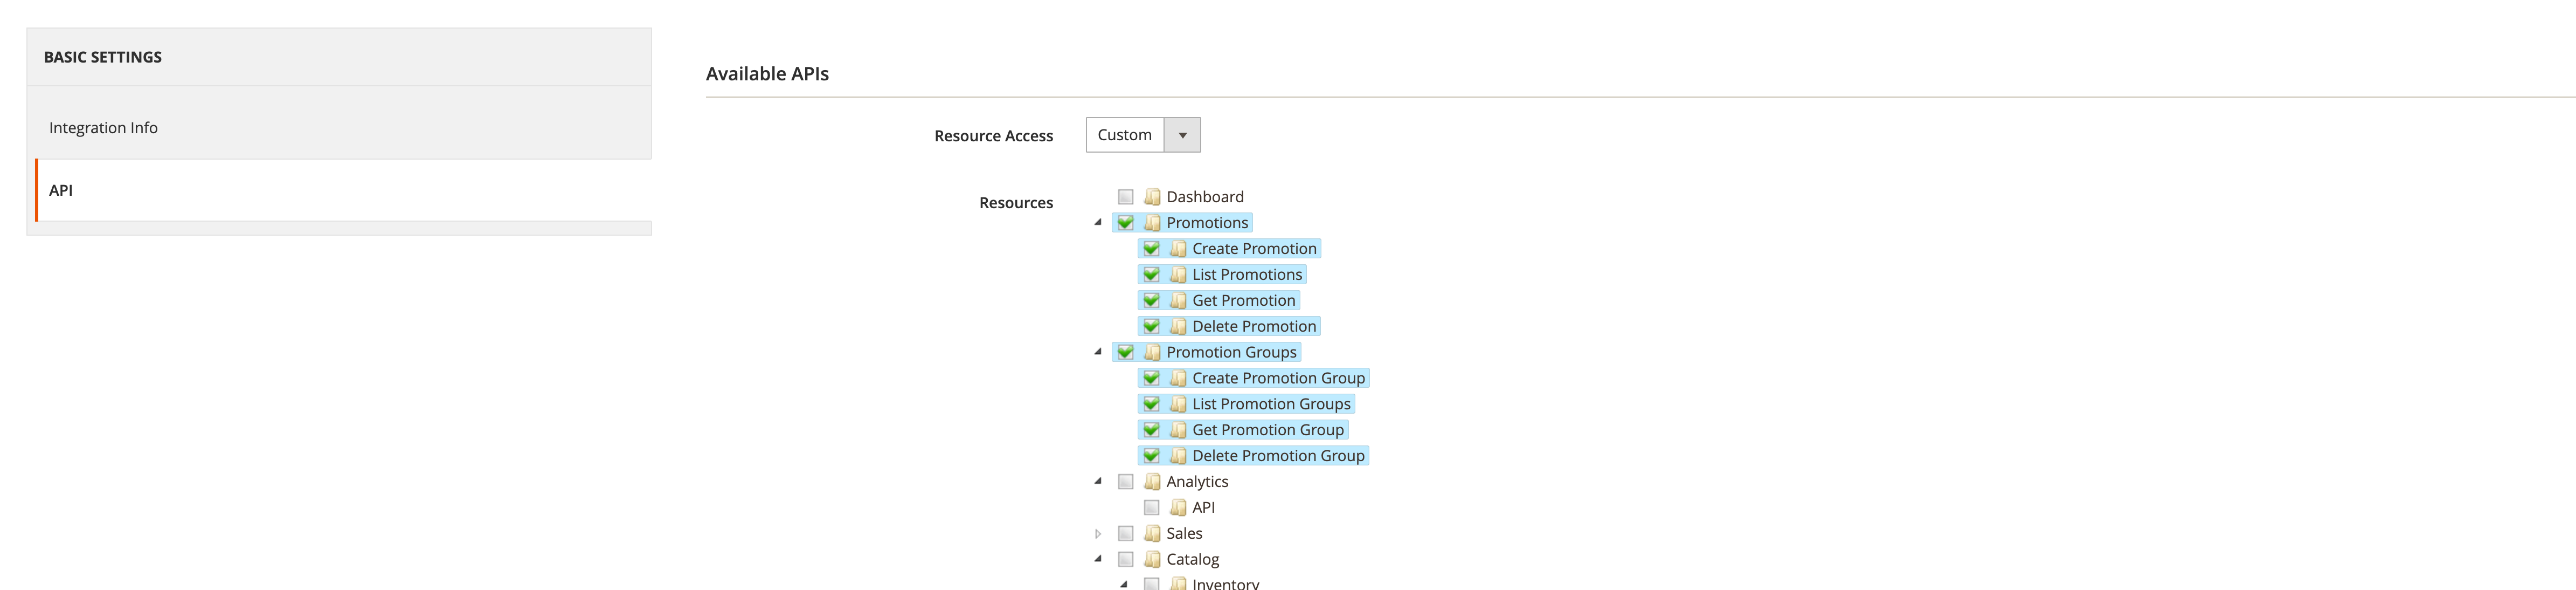 BASIC SETTINGS
Integration Info
API
Available APIs
Resource Access Custom
Resources
Dashboard
Promotions
Create Promotion
List Promotions
Get Promotion
Delete Promotion
Promotion Groups
Create Promotion Group
List Promotion Groups
Get Promotion Group
Delete Promotion Group
Analytics
API
Sales
Catalog
Inventory